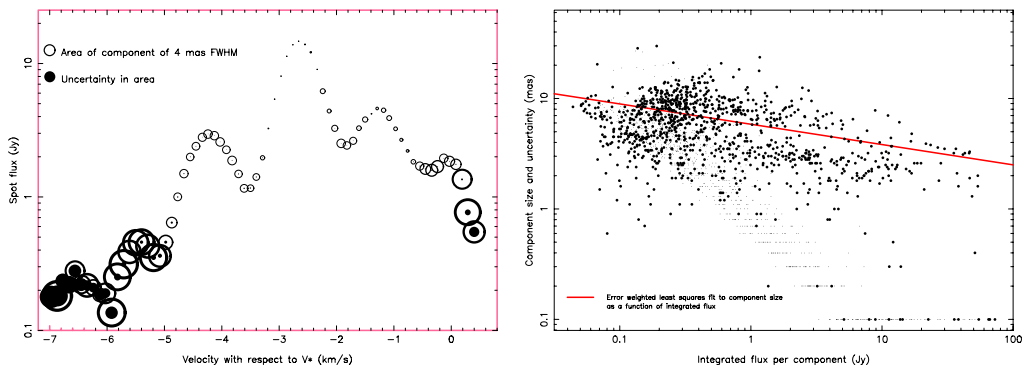 Area of component of 4 mas FWHM
Uncertainty in area
Spot flux (Jy)
10
1
0.1
-7 -6 -5 -4 -3 -2 -1 0
Velocity with respect to V* (km/s)
Component size and uncertainty (mas)
10
1
0.1
Error weighted least squares fit to component size
as a function of integrated flux
0.1 1 10 100
Integrated flux per component (Jy)